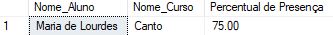 Nome_Aluno Nome_Curso Percentual de Presença
1 Maria de Lourdes Canto 75.00